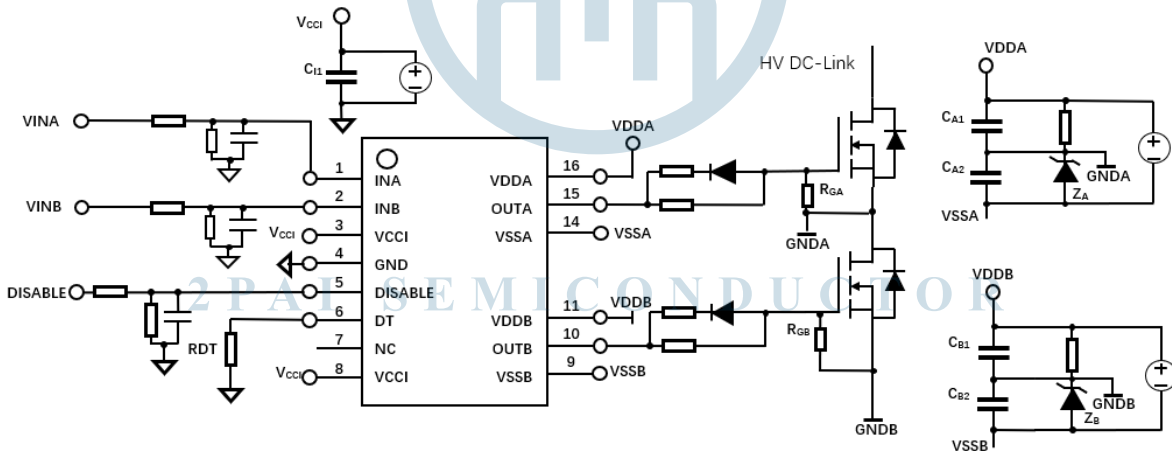 VCCI
CI1
HV DC-Link
VDDA
VINA
VDDA
CA1
CA2
GNDA
ZA
VSSA
1 INA
VDDA 16
VINB
2 INB
OUTA 15
RGA
VCCI
3 VCCI
VSSA 14
VSSA
GNDA
4 GND
2PAI SEMICONDUCTOR
DISABLE
5 DISABLE
VDDB
6 DT
VDDB 11
VDDB
RDT
7 NC
OUTB 10
RGB
VCCI
8 VCCI
VSSB 9
VSSB
CB1
CB2
GNDB
ZB
GNDB
VSSB